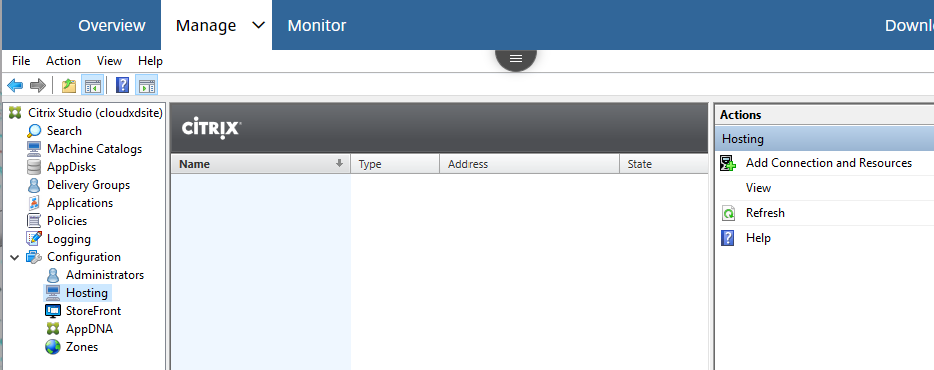 Overview Manage Monitor Downl
File Action View Help
Citrix Studio (cloudxdsite)
Search
Machine Catalogs
AppDisks
Delivery Groups
Applications
Policies
Logging
Configuration
Administrators
Hosting
StoreFront
AppDNA
Zones
CITRIX
Name Type Address State
Actions
Hosting
Add Connection and Resources
View
Refresh
Help